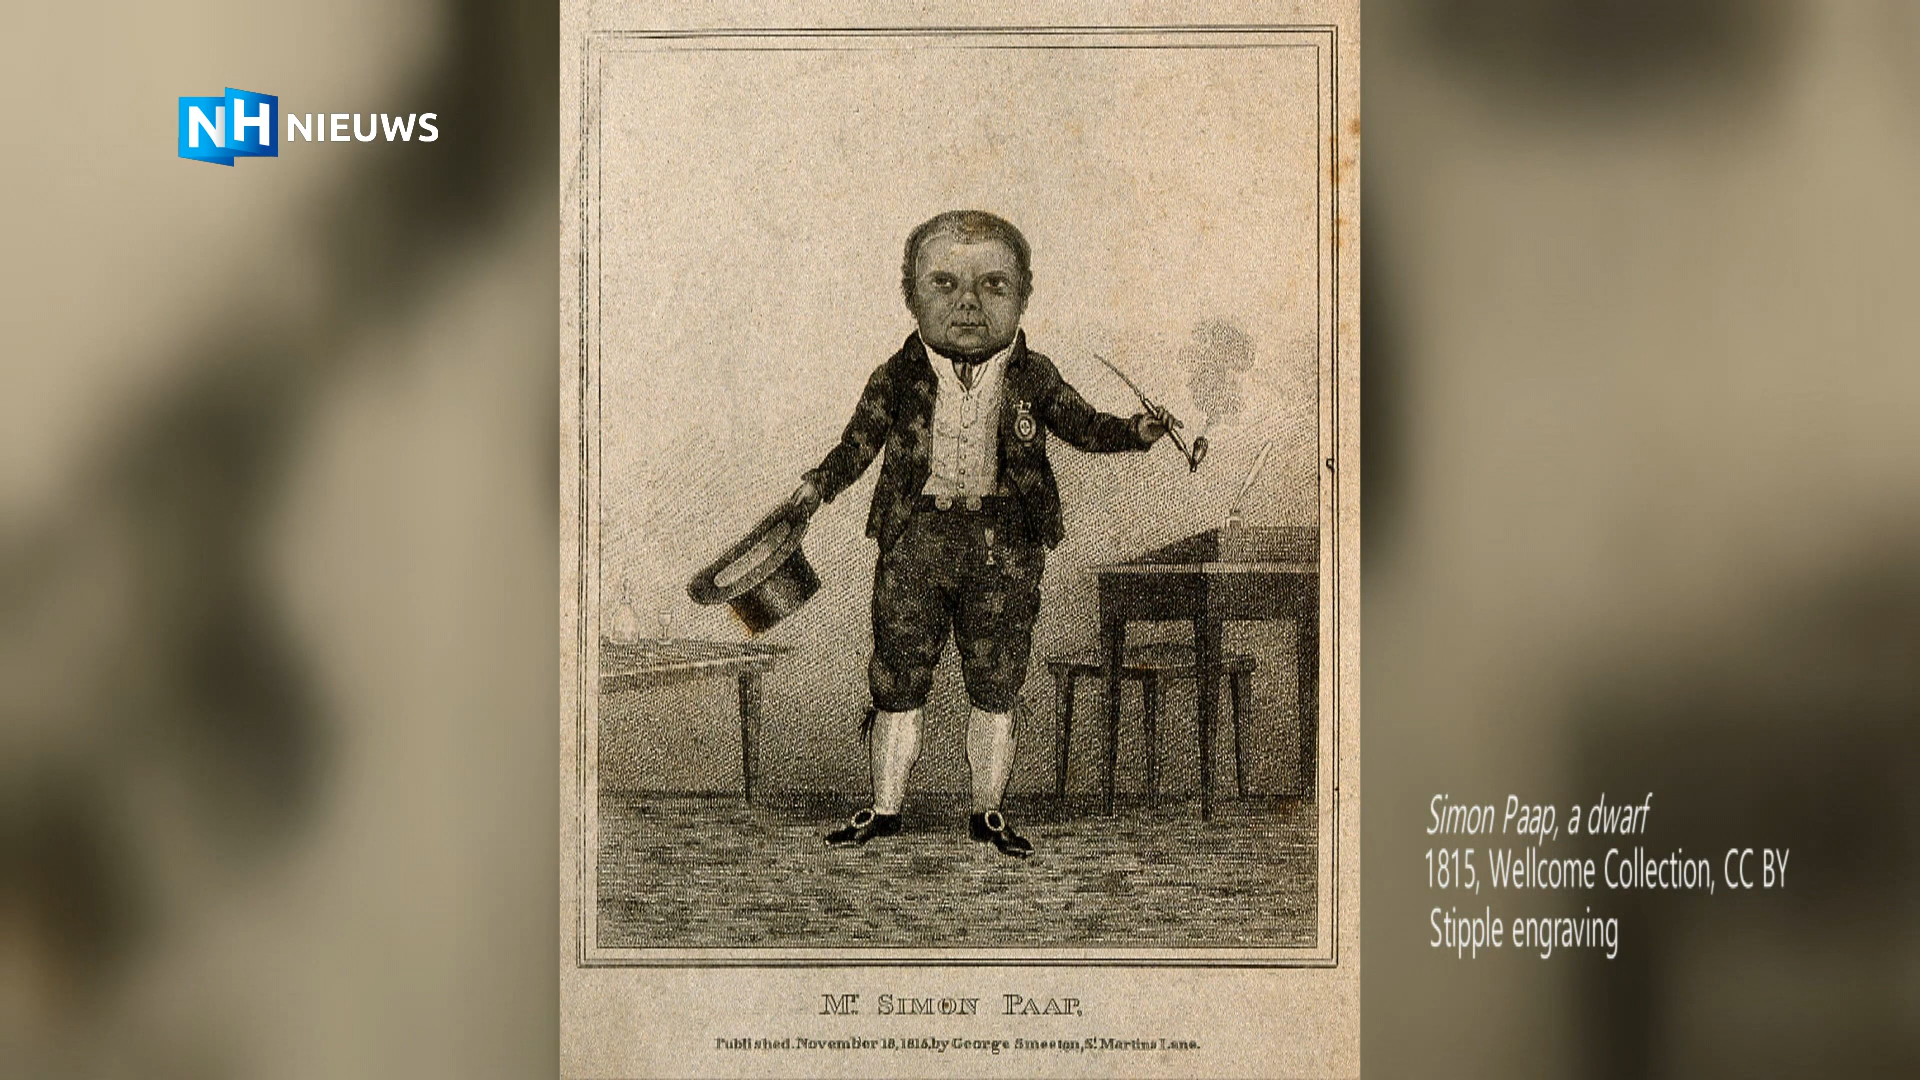 NH NIEUWS
Simon Paap, a dwarf
1815, Wellcome Collection, CC BY
Stipple engraving
Mr. SIMON PAAP,
Published. November 18, 1815, by George Smeeton, St. Martins Lane.